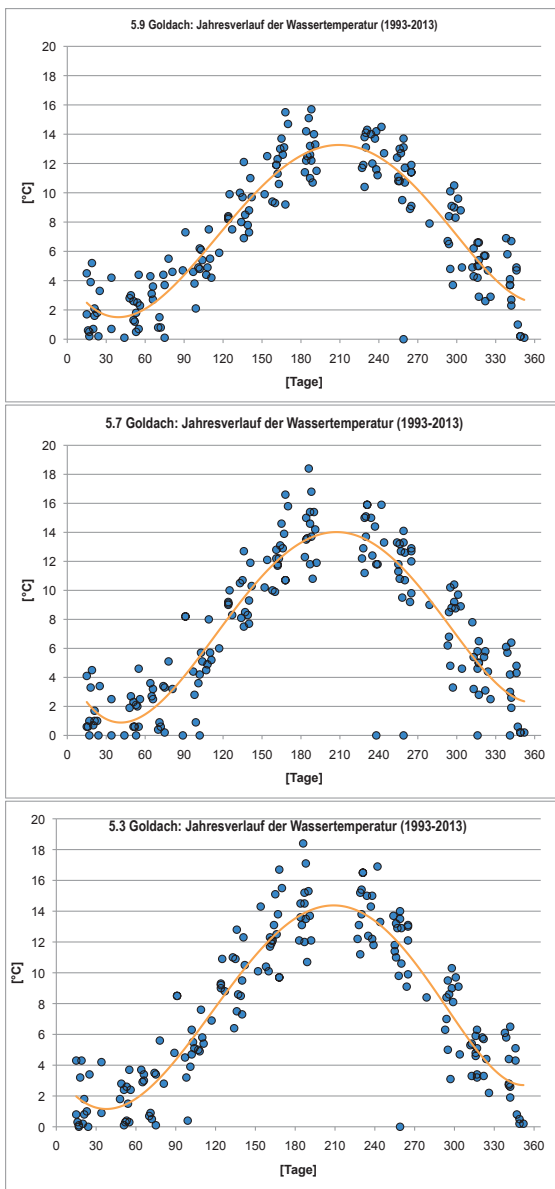 5.9 Goldach: Jahresverlauf der Wassertemperatur (1993-2013)
[°C]
20
18
16
14
12
10
8
6
4
2
0
0 30 60 90 120 150 180 210 240 270 300 330 360
[Tage]
5.7 Goldach: Jahresverlauf der Wassertemperatur (1993-2013)
[°C]
20
18
16
14
12
10
8
6
4
2
0
0 30 60 90 120 150 180 210 240 270 300 330 360
[Tage]
5.3 Goldach: Jahresverlauf der Wassertemperatur (1993-2013)
[°C]
20
18
16
14
12
10
8
6
4
2
0
0 30 60 90 120 150 180 210 240 270 300 330 360
[Tage]